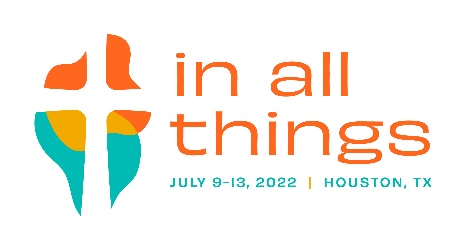 in all
things
JULY 9-13, 2022 | HOUSTON, TX